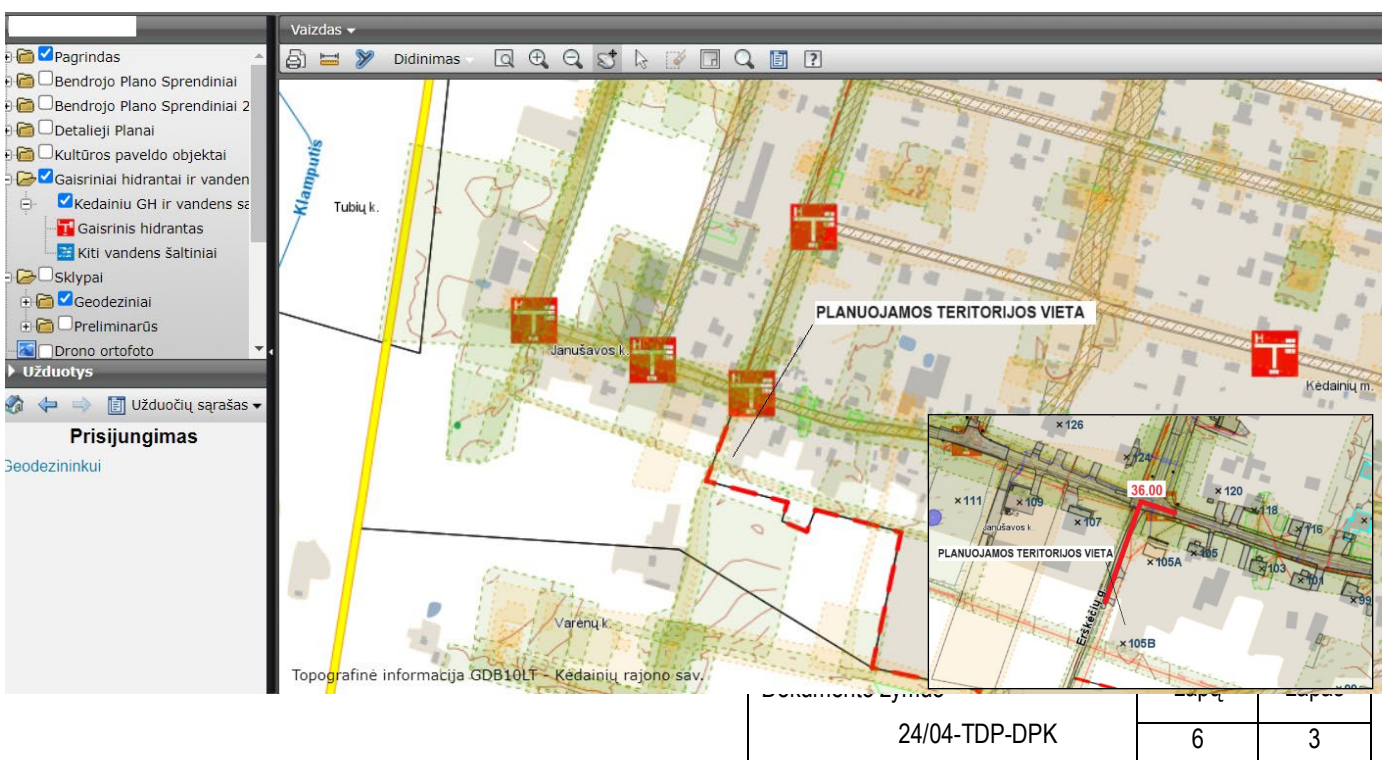 Vaizdas
Didinimas
Pagrindas
Bendrojo Plano Sprendiniai
Bendrojo Plano Sprendiniai 2
Detalieji Planai
Kultūros paveldo objektai
Gaisriniai hidrantai ir vanden
Kedainiu GH ir vandens sa
Gaisrinis hidrantas
Kiti vandens šaltiniai
Sklypai
Geodeziniai
Preliminarūs
Drono ortofoto
Užduotys
Užduočių sąrašas
Prisijungimas
Geodezininkui
Klamputis
Tubių k.
PLANUOJAMOS TERITORIJOS VIETA
Janušavos k.
Kėdainių m.
Varėnų k.
Topografinė informacija GDB10LT - Kėdainių rajono sav.
126
124
36.00
120
111
109
118
Janušavos k.
107
116
PLANUOJAMOS TERITORIJOS VIETA
105
105A
103
101
99
Erškėčių g.
105B
24/04-TDP-DPK
6
3